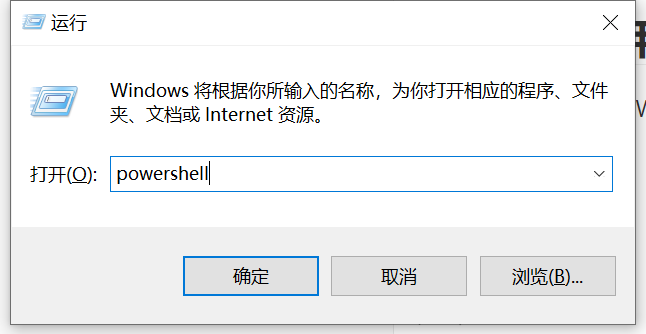 运行
Windows 将根据你所输入的名称，为你打开相应的程序、文件
夹、文档或 Internet 资源。
打开(O):
powershell
确定
取消
浏览(B)...